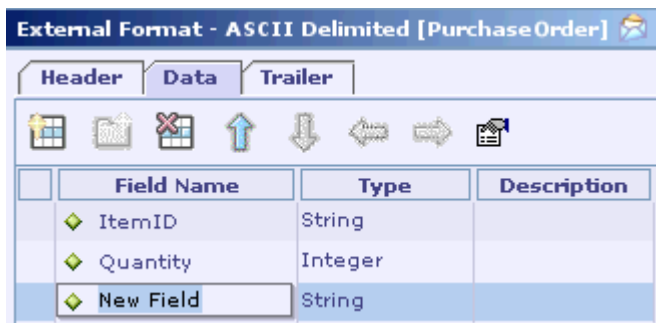 External Format - ASCII Delimited [PurchaseOrder]
Header Data Trailer
Field Name Type Description
ItemID String
Quantity Integer
New Field String